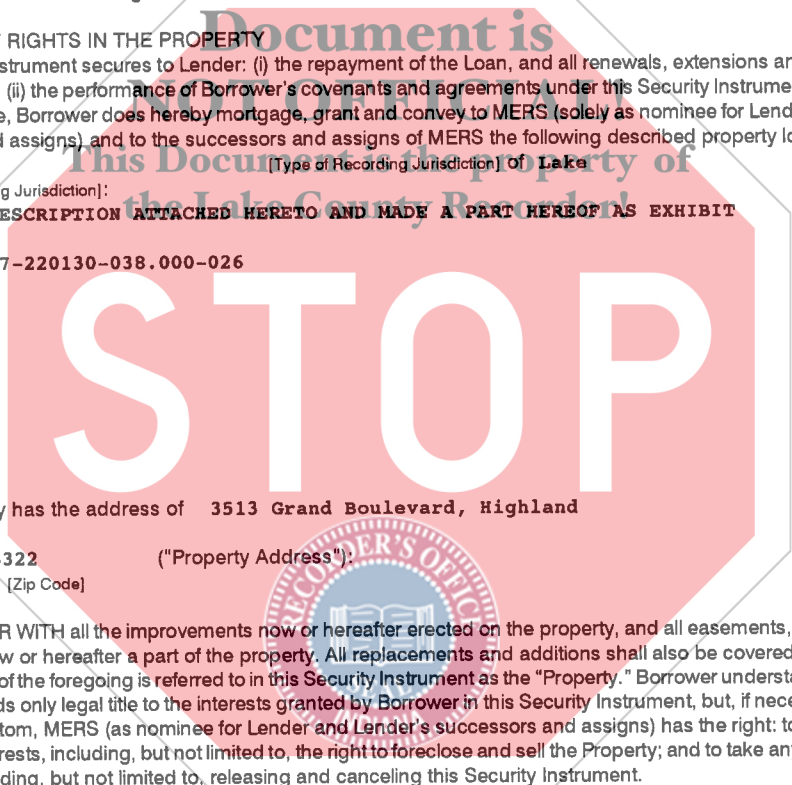 RIGHTS IN THE PROPERTY
Document is
strument secures to Lender: (i) the repayment of the Loan, and all renewals, extensions an
(ii) the performance of Borrower's covenants and agreements under this Security Instrume
NOT OFFICIAL!
e, Borrower does hereby mortgage, grant and convey to MERS (solely as nominee for Lend
d assigns) and to the successors and assigns of MERS the following described property lo
This Document is the property of
[Type of Recording Jurisdiction] of Lake
g Jurisdiction]:
the Lake County Recorder!
ESCRIPTION ATTACHED HERETO AND MADE A PART HEREOF AS EXHIBIT
7-220130-038.000-026
STOP
y has the address of 3513 Grand Boulevard, Highland
322 ("Property Address"):
[Zip Code]
RECORDER'S OFFICE
R WITH all the improvements now or hereafter erected on the property, and all easements,
w or hereafter a part of the property. All replacements and additions shall also be covered
of the foregoing is referred to in this Security Instrument as the "Property." Borrower understa
ds only legal title to the interests granted by Borrower in this Security Instrument, but, if nece
tom, MERS (as nominee for Lender and Lender's successors and assigns) has the right: to
rests, including, but not limited to, the right to foreclose and sell the Property; and to take an
ding, but not limited to, releasing and canceling this Security Instrument.